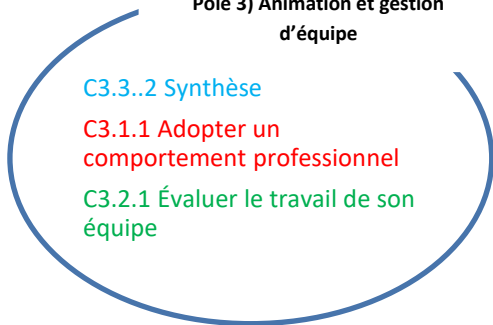 Pôle 3) Animation et gestion
d’équipe
C3.3..2 Synthèse
C3.1.1 Adopter un
comportement professionnel
C3.2.1 Évaluer le travail de son
équipe